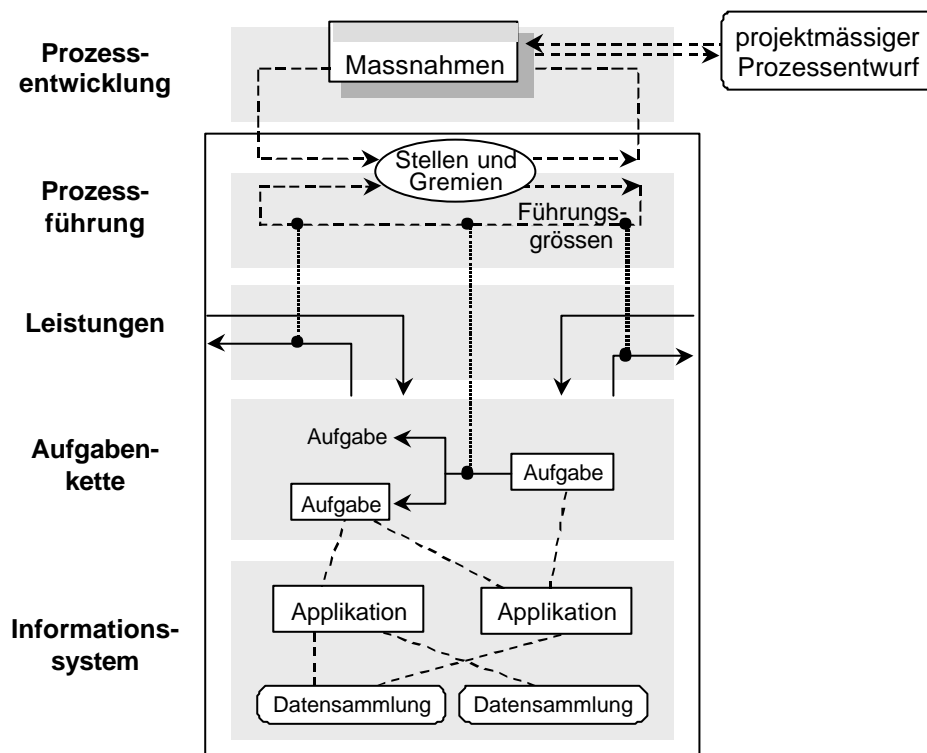 Prozess-
entwicklung
Massnahmen
projektmässiger
Prozessentwurf
Stellen und
Gremien
Prozess-
führung
Führungs-
grössen
Leistungen
Aufgaben-
kette
Aufgabe
Aufgabe
Aufgabe
Informations-
system
Applikation
Applikation
Datensammlung
Datensammlung